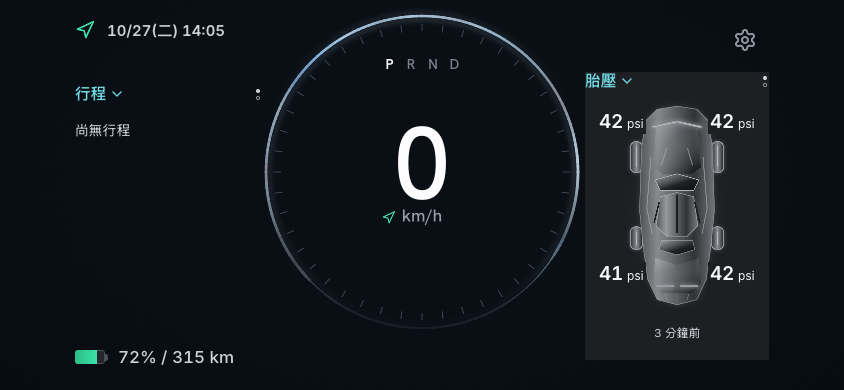 10/27(二) 14:05
P R N D
行程
尚無行程
0
km/h
72% / 315 km
胎壓
42 psi
42 psi
41 psi
42 psi
3 分鐘前